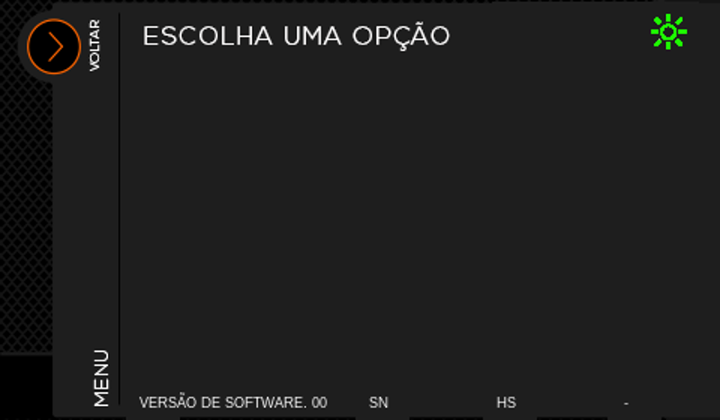 VOLTAR
ESCOLHA UMA OPÇÃO
MENU
VERSÃO DE SOFTWARE. 00 SN HS -